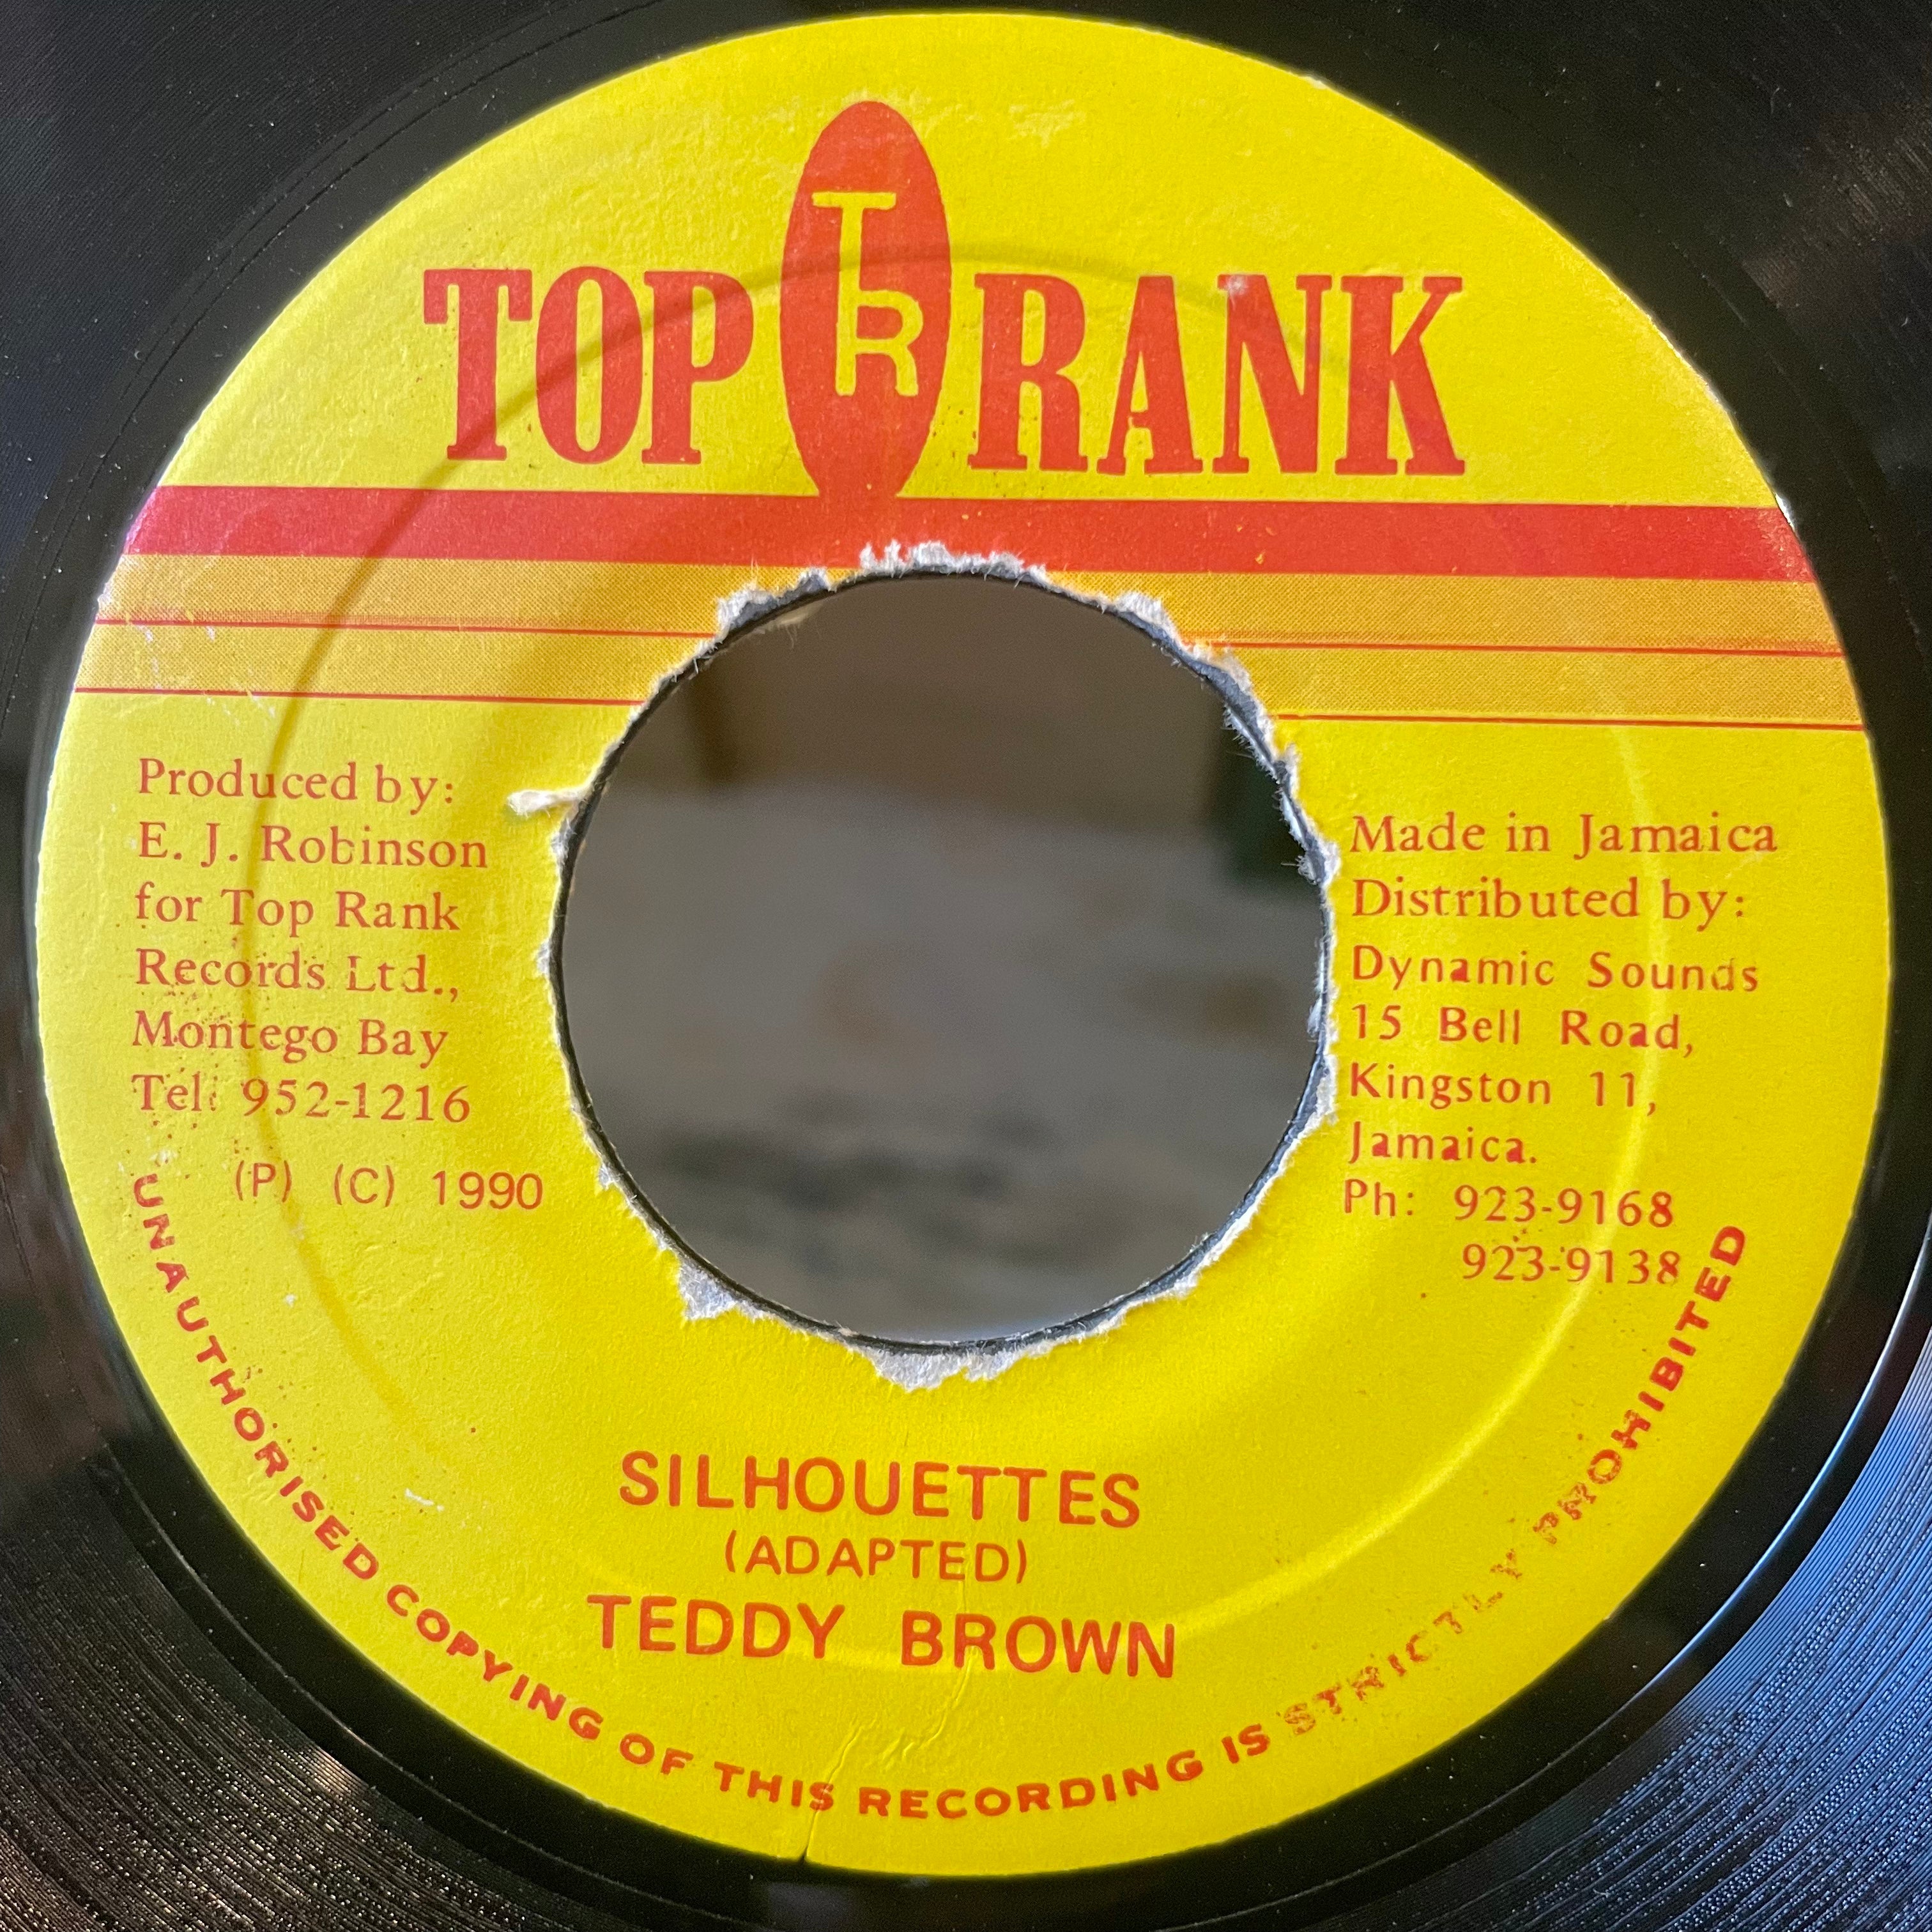 TOP TR RANK
Produced by:
E. J. Robinson
for Top Rank
Records Ltd.,
Montego Bay
Tel: 952-1216
(P) (C) 1990
Made in Jamaica
Distributed by:
Dynamic Sounds
15 Bell Road,
Kingston 11,
Jamaica.
Ph: 923-9168
923-9138
SILHOUETTES
(ADAPTED)
TEDDY BROWN
UNAUTHORISED COPYING OF THIS RECORDING IS STRICTLY PROHIBITED